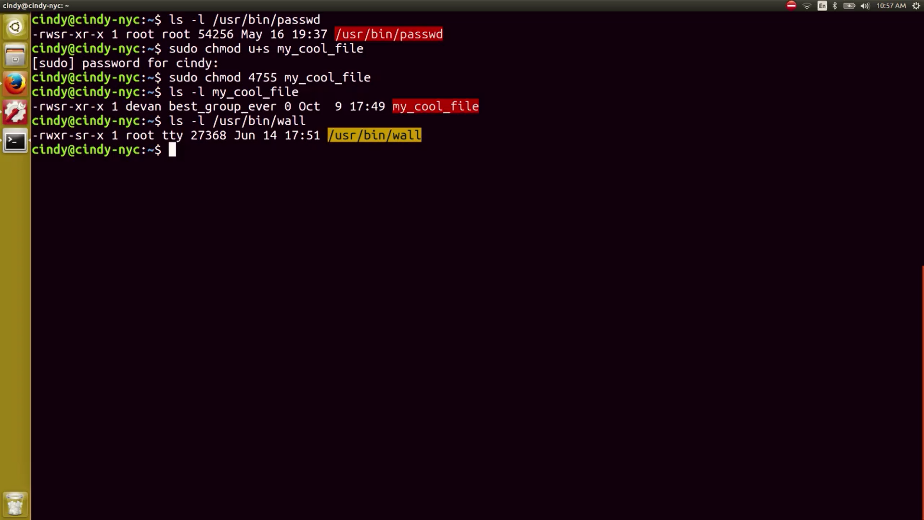 cindy@cindy-nyc: ~
En
10:57 AM
cindy@cindy-nyc:~$ ls -l /usr/bin/passwd
-rwsr-xr-x 1 root root 54256 May 16 19:37 /usr/bin/passwd
cindy@cindy-nyc:~$ sudo chmod u+s my_cool_file
[sudo] password for cindy:
cindy@cindy-nyc:~$ sudo chmod 4755 my_cool_file
cindy@cindy-nyc:~$ ls -l my_cool_file
-rwsr-xr-x 1 devan best_group_ever 0 Oct  9 17:49 my_cool_file
cindy@cindy-nyc:~$ ls -l /usr/bin/wall
-rwxr-sr-x 1 root tty 27368 Jun 14 17:51 /usr/bin/wall
cindy@cindy-nyc:~$